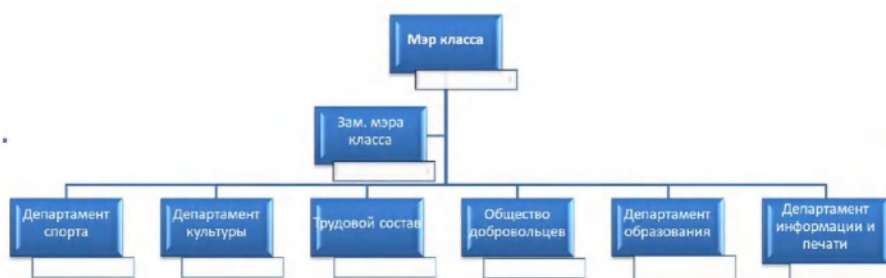 Мэр класса
Зам. мэра
класса
Департамент
спорта
Департамент
культуры
Трудовой состав
Общество
добровольцев
Департамент
образования
Департамент
информации и
печати